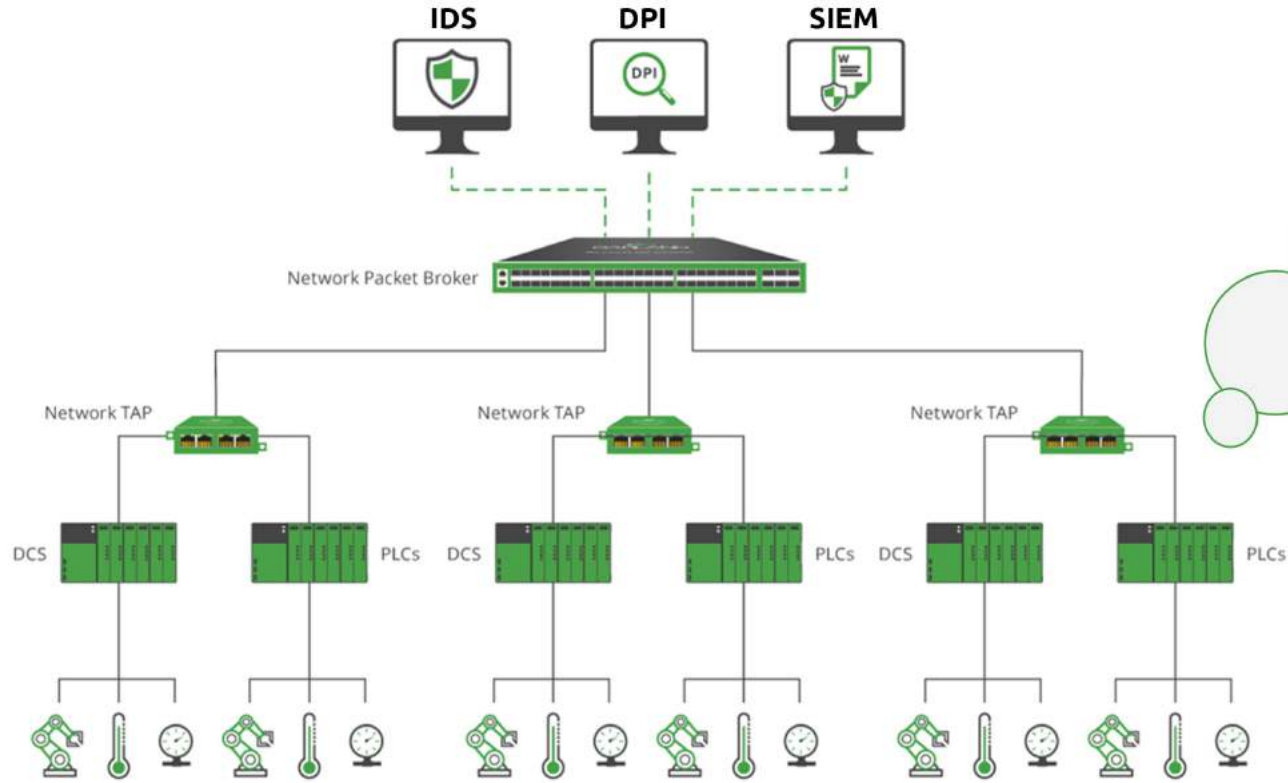 IDS DPI SIEM
DPI
W
Network Packet Broker
Network TAP Network TAP Network TAP
DCS PLCs DCS PLCs DCS PLCs